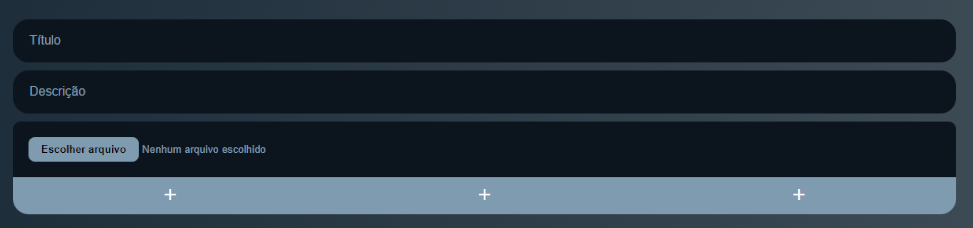 Título
Descrição
Escolher arquivo Nenhum arquivo escolhido
+ + +